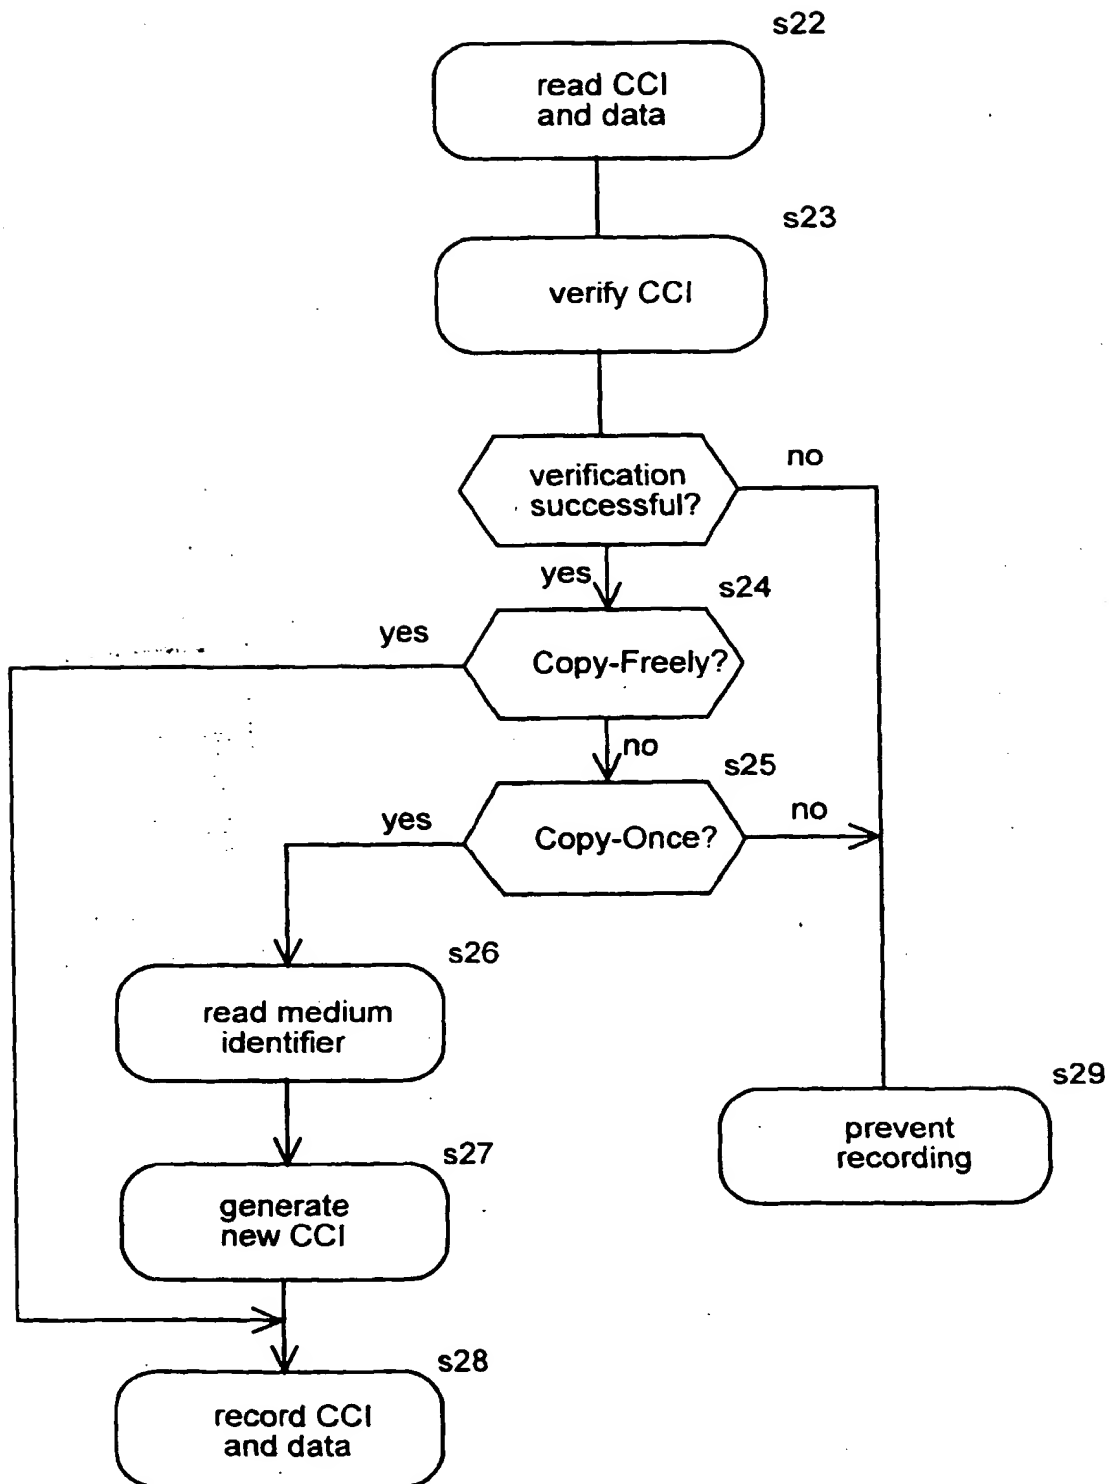 s22
read CCI
and data
s23
verify CCI
verification
successful?
no
yes
s24
yes
Copy-Freely?
no
s25
yes
Copy-Once?
no
s26
read medium
identifier
s29
prevent
recording
s27
generate
new CCI
s28
record CCI
and data